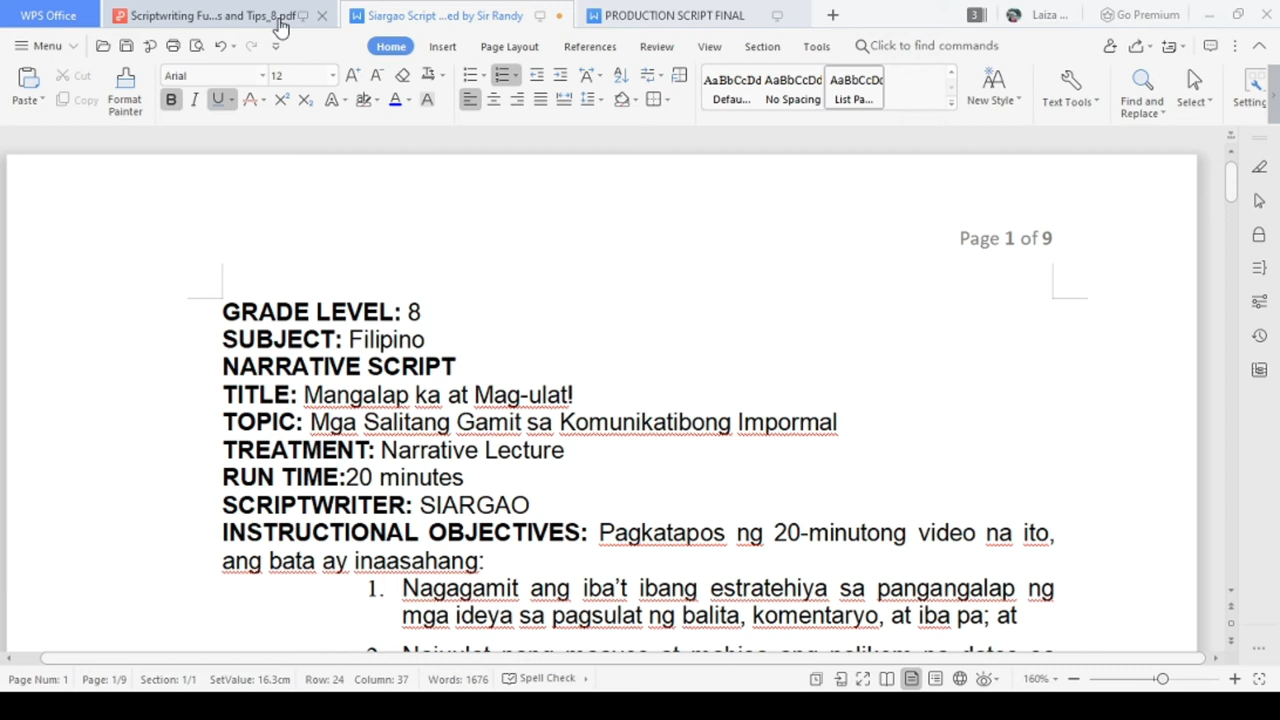 WPS Office
Scriptwriting Fu...s and Tips_8.pdf
Siargao Script ...ed by Sir Randy
PRODUCTION SCRIPT FINAL
3
Laiza ...
Go Premium
Menu
Home
Insert
Page Layout
References
Review
View
Section
Tools
Click to find commands
Paste
Cut
Copy
Format
Painter
Arial
12
AaBbCcDd
Defau...
AaBbCcDd
No Spacing
AaBbCcDd
List Pa...
New Style
Text Tools
Find and
Replace
Select
Setting
Page 1 of 9
GRADE LEVEL: 8
SUBJECT: Filipino
NARRATIVE SCRIPT
TITLE: Mangalap ka at Mag-ulat!
TOPIC: Mga Salitang Gamit sa Komunikatibong Impormal
TREATMENT: Narrative Lecture
RUN TIME:20 minutes
SCRIPTWRITER: SIARGAO
INSTRUCTIONAL OBJECTIVES: Pagkatapos ng 20-minutong video na ito,
ang bata ay inaasahang:
1. Nagagamit ang iba't ibang estratehiya sa pangangalap ng
mga ideya sa pagsulat ng balita, komentaryo, at iba pa; at
Page Num: 1
Page: 1/9
Section: 1/1
SetValue: 16.3cm
Row: 24
Column: 37
Words: 1676
Spell Check
160%